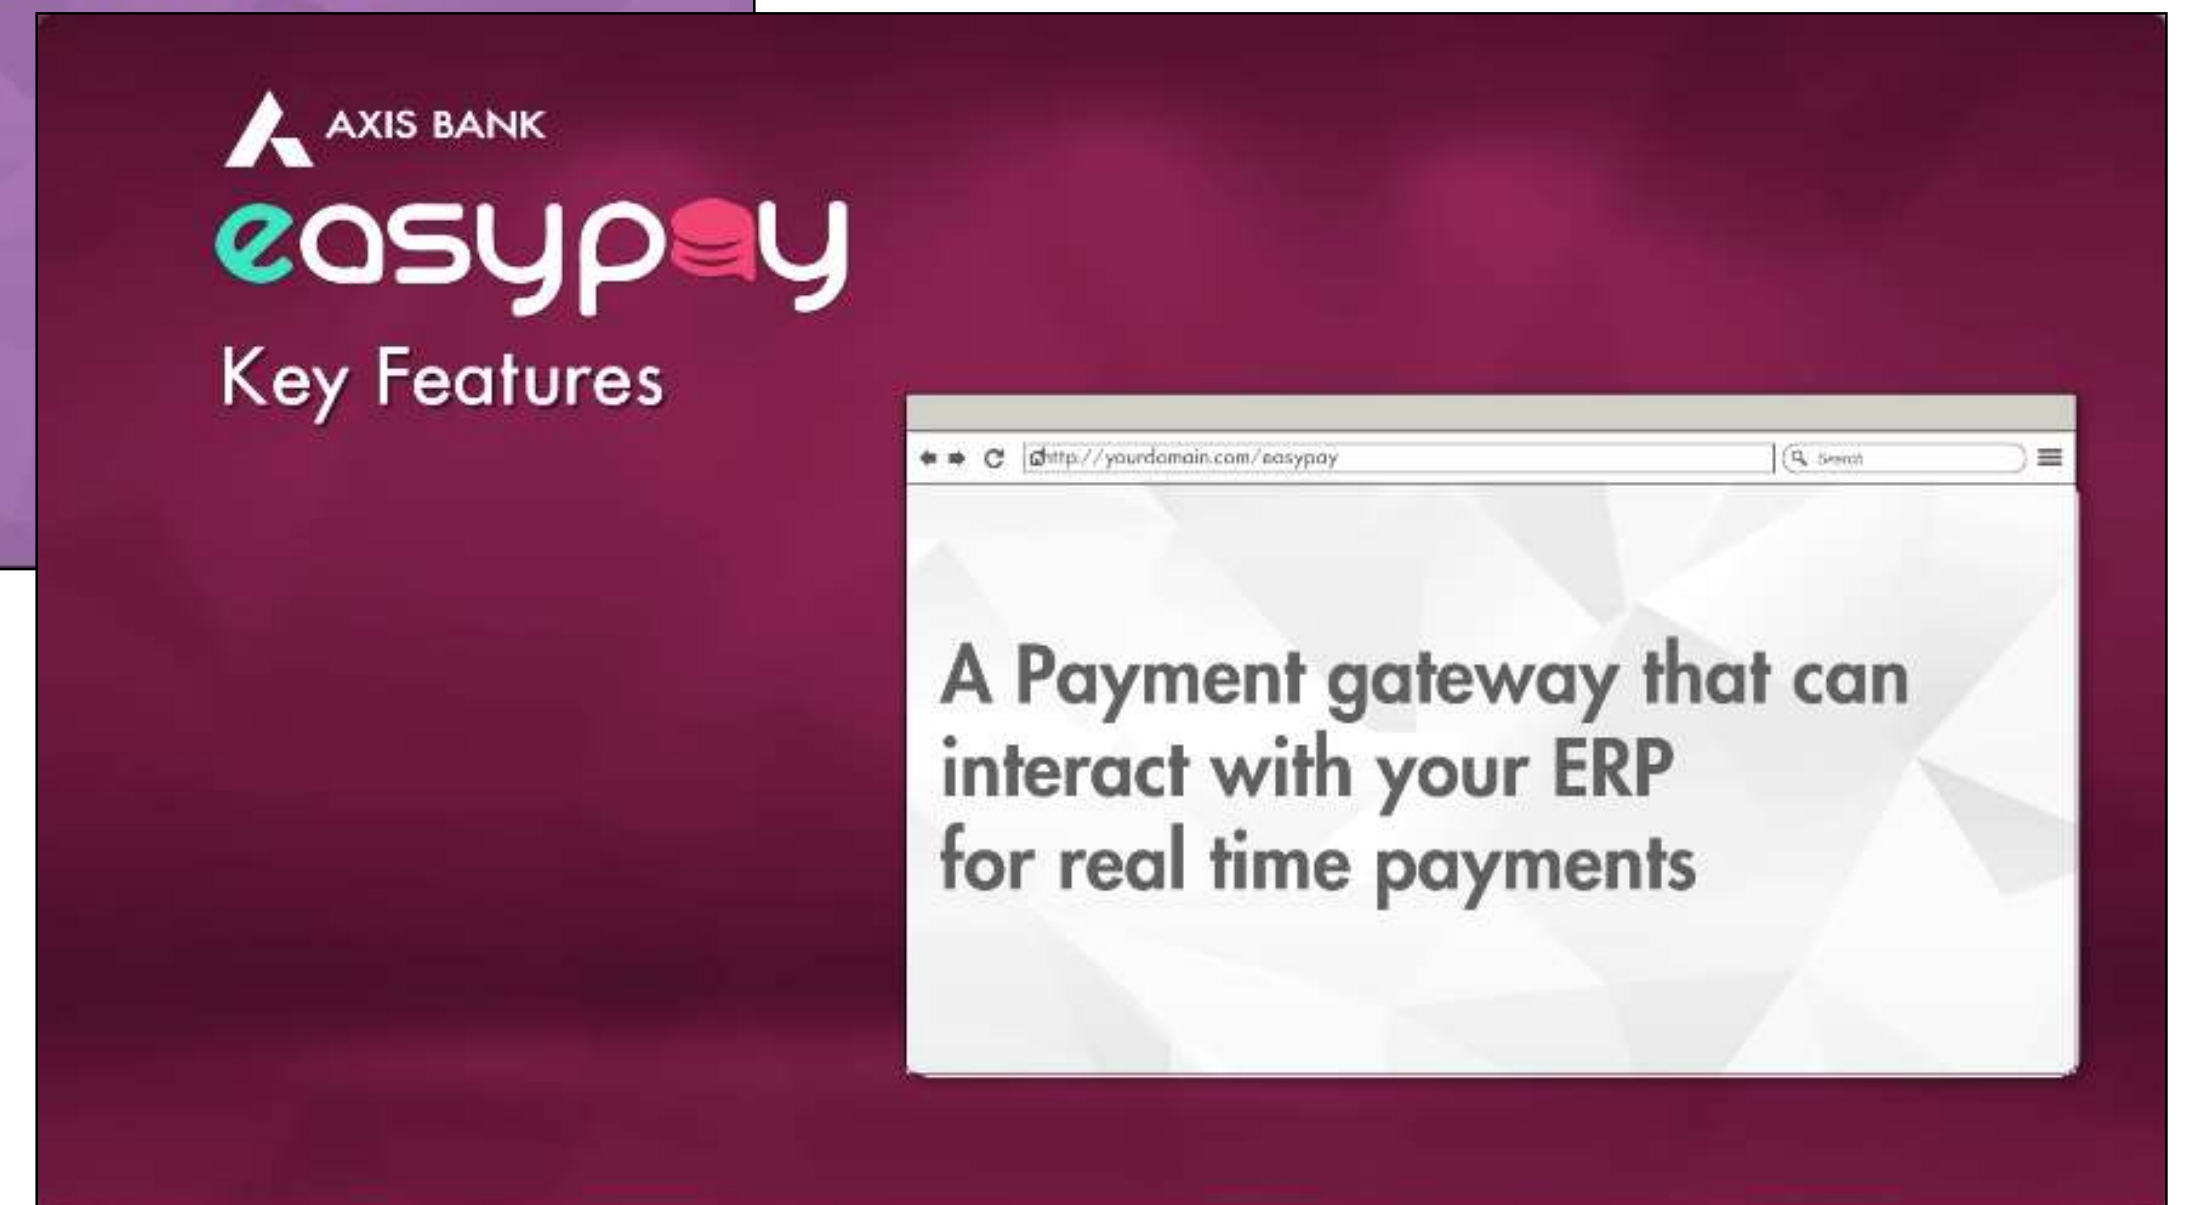 AXIS BANK
easypay
Key Features
http://yourdomain.com/easypay
Search
A Payment gateway that can
interact with your ERP
for real time payments